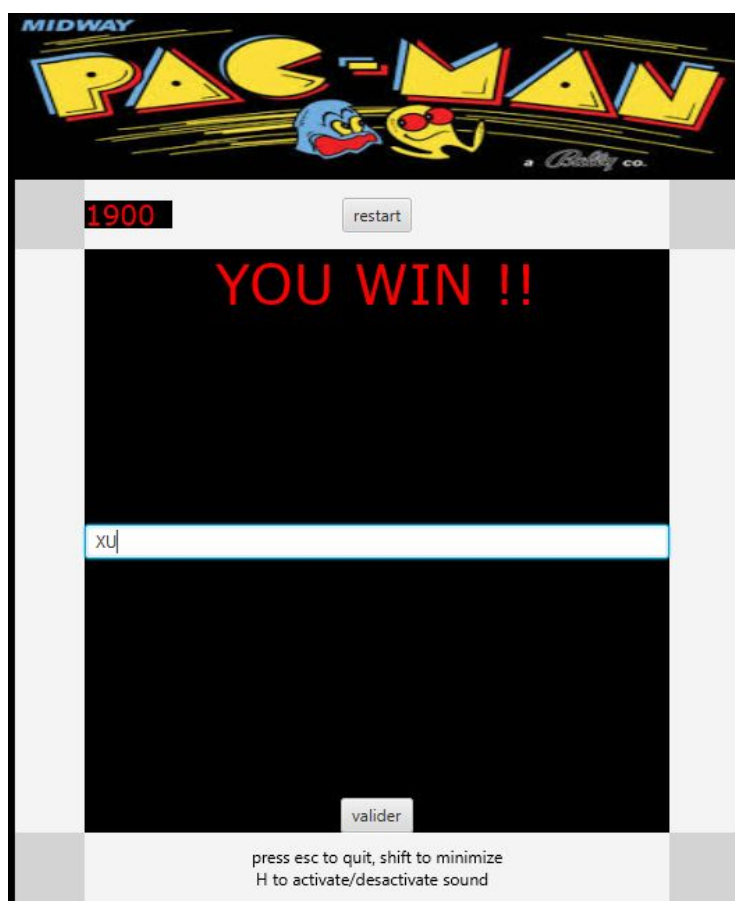 MIDWAY
PAC-MAN
a Bally co.
1900
restart
YOU WIN !!
XU
valider
press esc to quit, shift to minimize
H to activate/desactivate sound